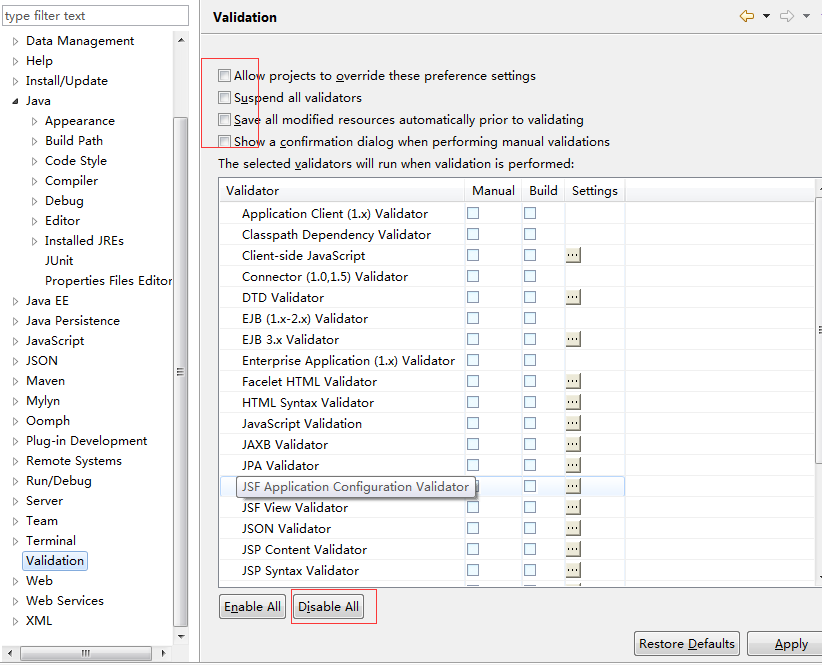 type filter text
Data Management
Help
Install/Update
Java
Appearance
Build Path
Code Style
Compiler
Debug
Editor
Installed JREs
JUnit
Properties Files Editor
Java EE
Java Persistence
JavaScript
JSON
Maven
Mylyn
Oomph
Plug-in Development
Remote Systems
Run/Debug
Server
Team
Terminal
Validation
Web
Web Services
XML
Validation
Allow projects to override these preference settings
Suspend all validators
Save all modified resources automatically prior to validating
Show a confirmation dialog when performing manual validations
The selected validators will run when validation is performed:
Validator Manual Build Settings
Application Client (1.x) Validator
Classpath Dependency Validator
Client-side JavaScript ...
Connector (1.0,1.5) Validator
DTD Validator ...
EJB (1.x-2.x) Validator
EJB 3.x Validator ...
Enterprise Application (1.x) Validator
Facelet HTML Validator ...
HTML Syntax Validator ...
JavaScript Validation ...
JAXB Validator ...
JPA Validator ...
JSF Application Configuration Validator ...
JSF View Validator ...
JSON Validator ...
JSP Content Validator ...
JSP Syntax Validator ...
Enable All Disable All
Restore Defaults Apply